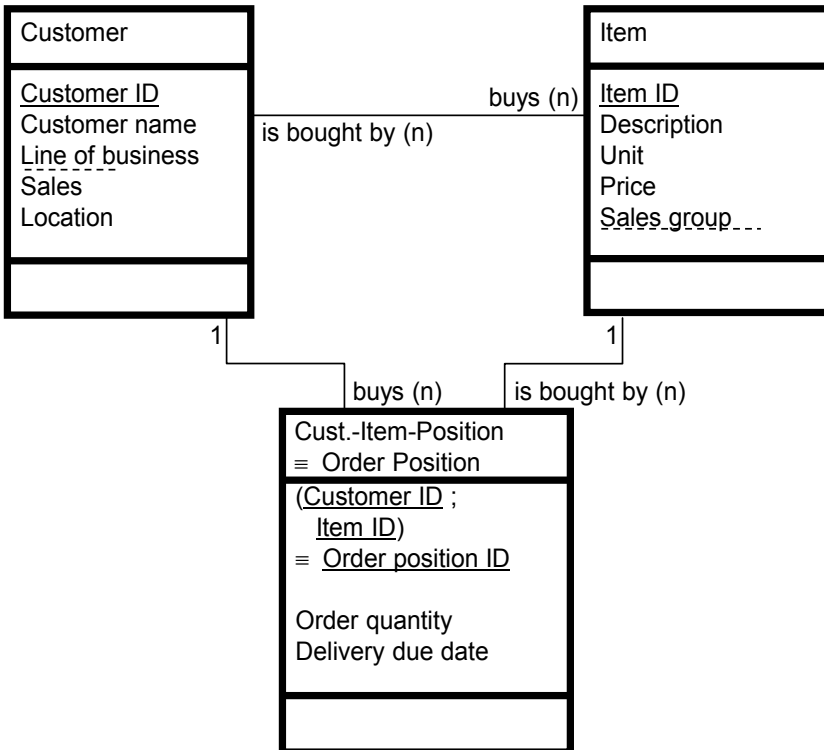 Customer
Customer ID
Customer name
Line of business
Sales
Location
buys (n)
is bought by (n)
Item
Item ID
Description
Unit
Price
Sales group
1
1
buys (n)
is bought by (n)
Cust.-Item-Position
≡ Order Position
(Customer ID ;
Item ID)
≡ Order position ID
Order quantity
Delivery due date